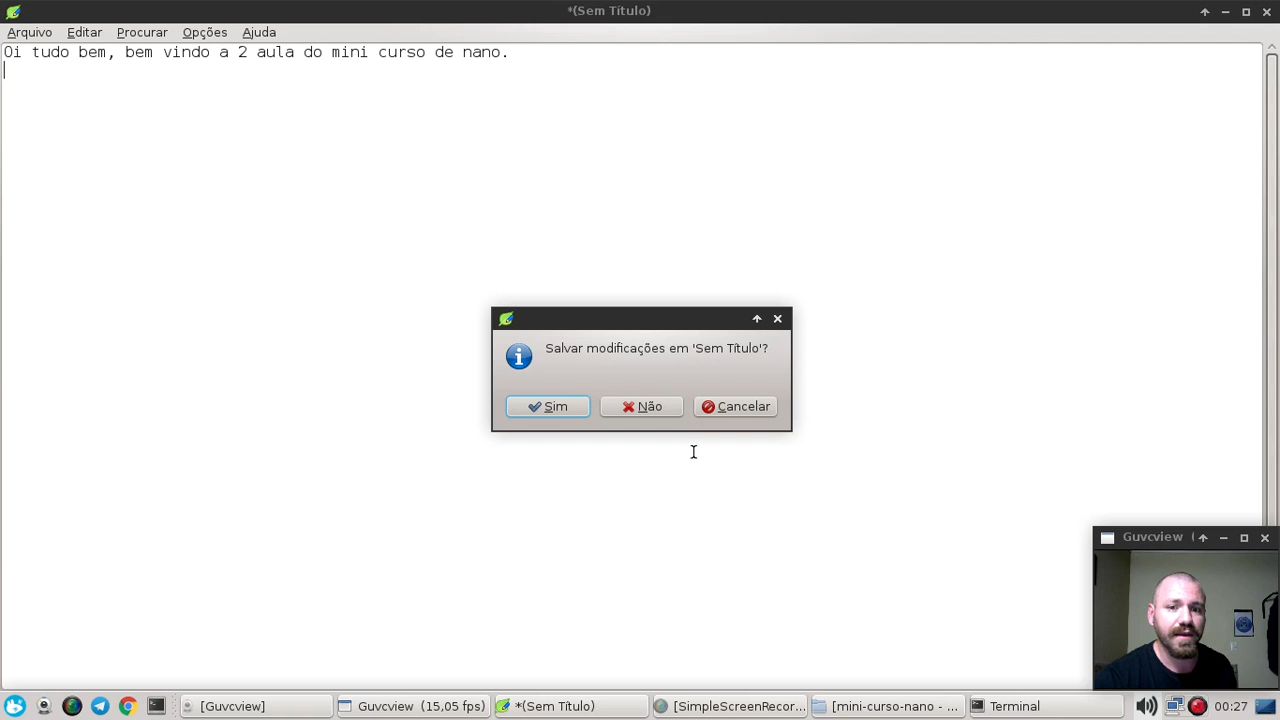 *(Sem Título)
Arquivo Editar Procurar Opções Ajuda
Oi tudo bem, bem vindo a 2 aula do mini curso de nano.
Salvar modificações em 'Sem Título'?
Sim Não Cancelar
Guvcview (
[Guvcview] Guvcview (15,05 fps) *(Sem Título) [SimpleScreenRecor... [mini-curso-nano - ... Terminal 00:27